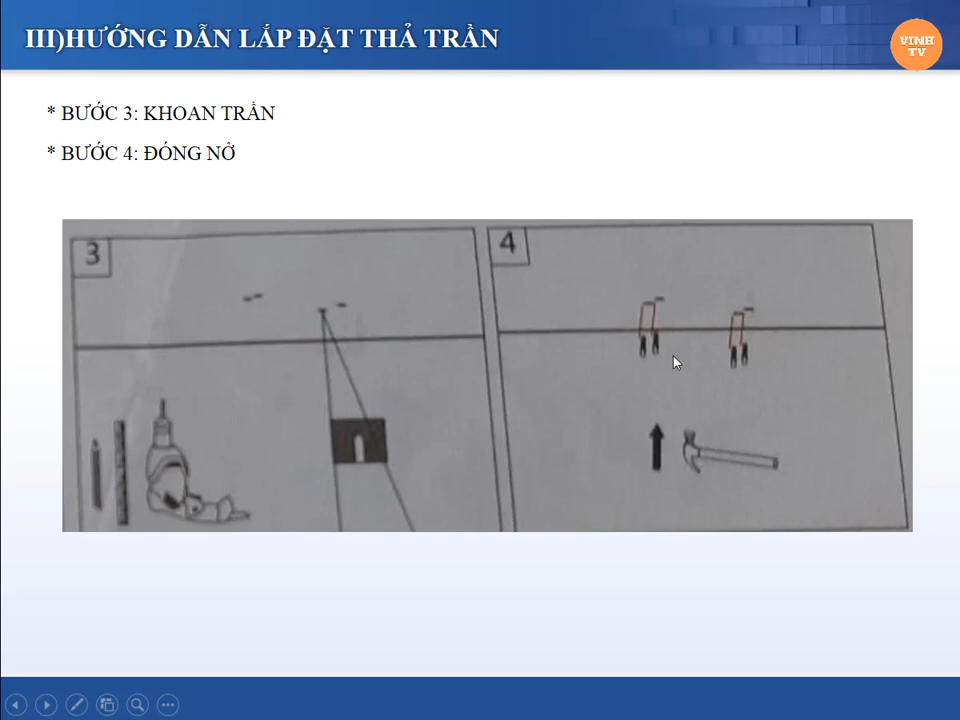 III)HƯỚNG DẪN LẮP ĐẶT THẢ TRẦN
VINH
TV
* BƯỚC 3: KHOAN TRẦN
* BƯỚC 4: ĐÓNG NỞ
3
4